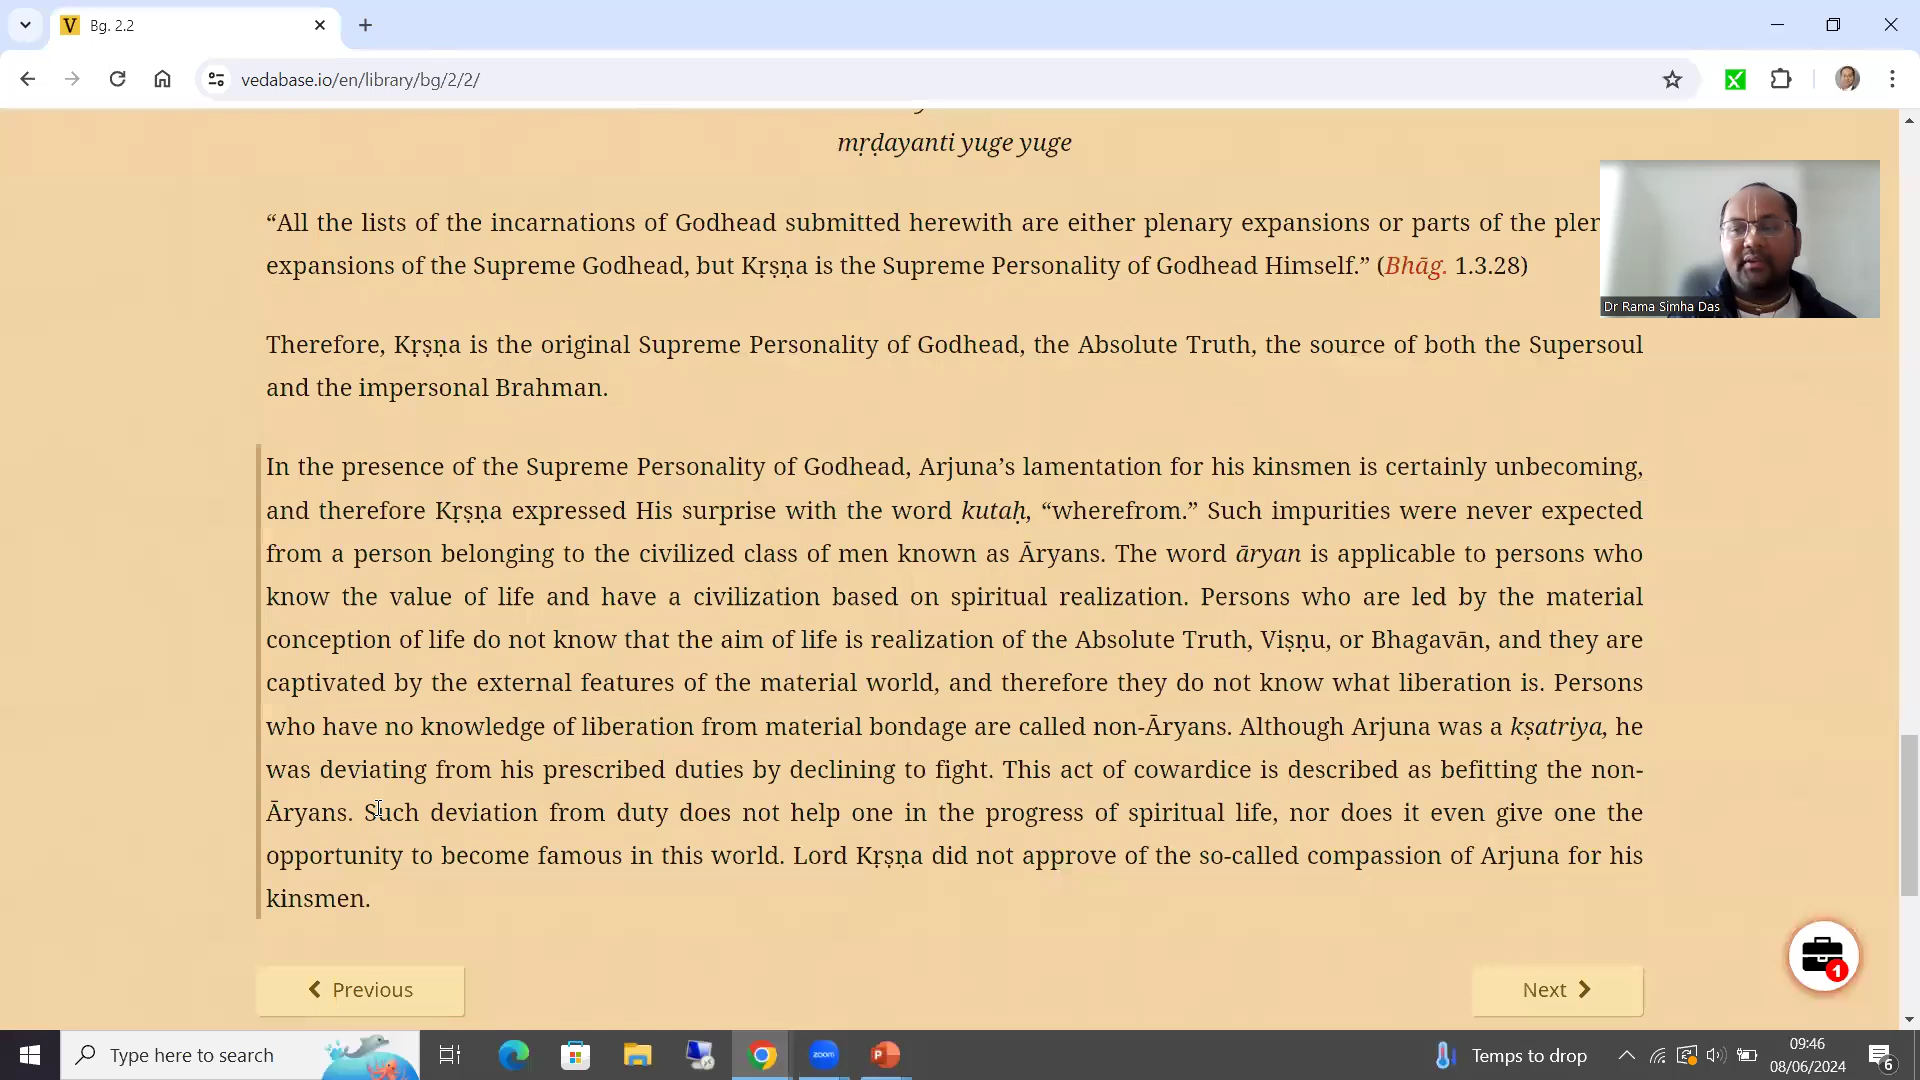 Bg. 2.2
vedabase.io/en/library/bg/2/2/
mṛḍayanti yuge yuge
“All the lists of the incarnations of Godhead submitted herewith are either plenary expansions or parts of the
expansions of the Supreme Godhead, but Kṛṣṇa is the Supreme Personality of Godhead Himself.” (Bhāg. 1.3.28)
Dr Rama Simha Das
Therefore, Kṛṣṇa is the original Supreme Personality of Godhead, the Absolute Truth, the source of both the Supersoul
and the impersonal Brahman.
In the presence of the Supreme Personality of Godhead, Arjuna’s lamentation for his kinsmen is certainly unbecoming,
and therefore Kṛṣṇa expressed His surprise with the word kutaḥ, “wherefrom.” Such impurities were never expected
from a person belonging to the civilized class of men known as Āryans. The word āryan is applicable to persons who
know the value of life and have a civilization based on spiritual realization. Persons who are led by the material
conception of life do not know that the aim of life is realization of the Absolute Truth, Viṣṇu, or Bhagavān, and they are
captivated by the external features of the material world, and therefore they do not know what liberation is. Persons
who have no knowledge of liberation from material bondage are called non-Āryans. Although Arjuna was a kṣatriya, he
was deviating from his prescribed duties by declining to fight. This act of cowardice is described as befitting the non-
Āryans. Such deviation from duty does not help one in the progress of spiritual life, nor does it even give one the
opportunity to become famous in this world. Lord Kṛṣṇa did not approve of the so-called compassion of Arjuna for his
kinsmen.
1
Previous
Next
Type here to search
zoom
Temps to drop
09:46
08/06/2024
6